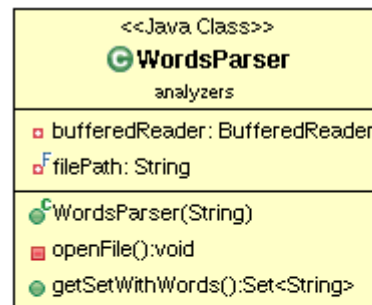 <<Java Class>>
C WordsParser
analyzers
bufferedReader: BufferedReader
F filePath: String
C WordsParser(String)
openFile():void
getSetWithWords():Set<String>